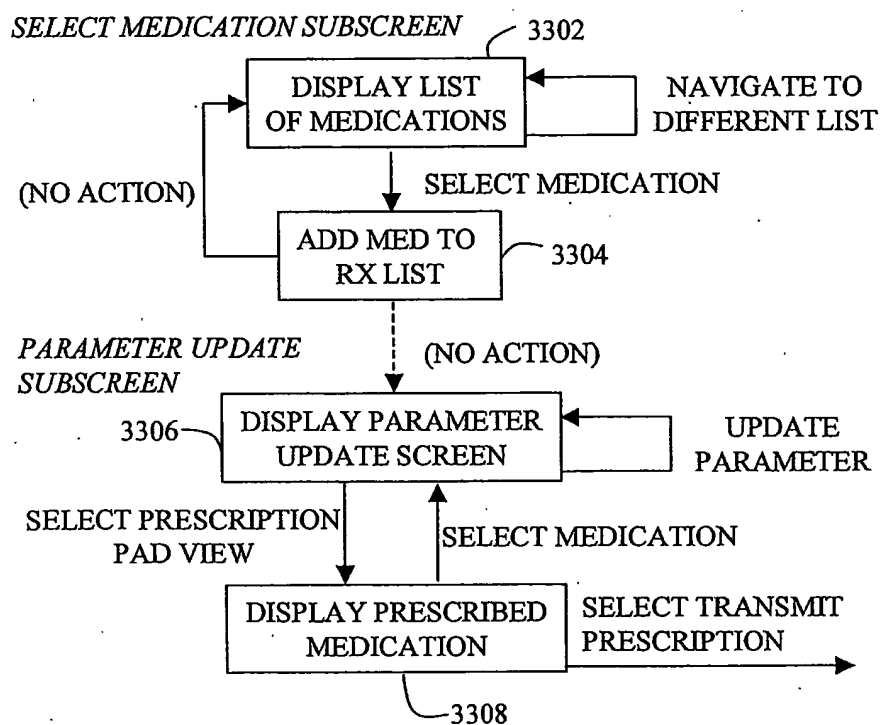 SELECT MEDICATION SUBSCREEN
3302
DISPLAY LIST
OF MEDICATIONS
NAVIGATE TO
DIFFERENT LIST
(NO ACTION)
SELECT MEDICATION
ADD MED TO
RX LIST
3304
PARAMETER UPDATE
SUBSCREEN
(NO ACTION)
3306
DISPLAY PARAMETER
UPDATE SCREEN
UPDATE
PARAMETER
SELECT PRESCRIPTION
PAD VIEW
SELECT MEDICATION
DISPLAY PRESCRIBED
MEDICATION
SELECT TRANSMIT
PRESCRIPTION
3308